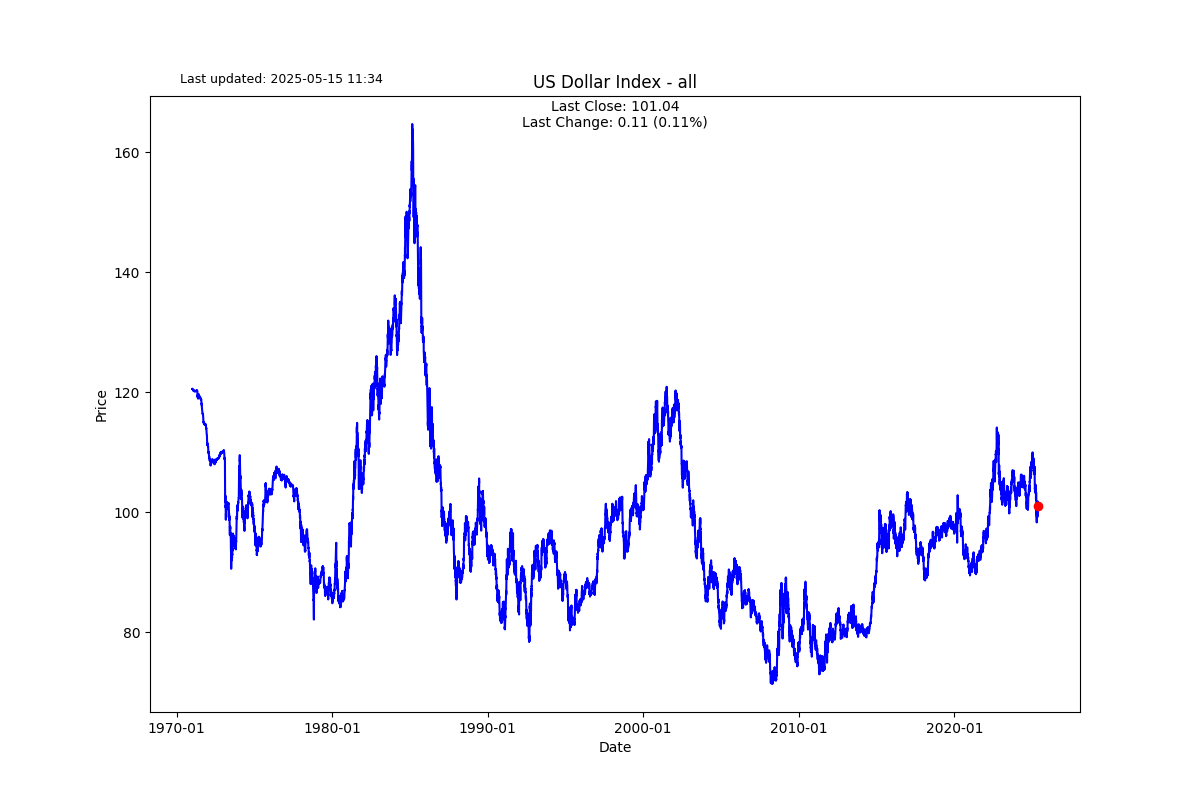 Last updated: 2025-05-15 11:34
US Dollar Index - all
Last Close: 101.04
Last Change: 0.11 (0.11%)
Price
160
140
120
100
80
1970-01
1980-01
1990-01
2000-01
2010-01
2020-01
Date